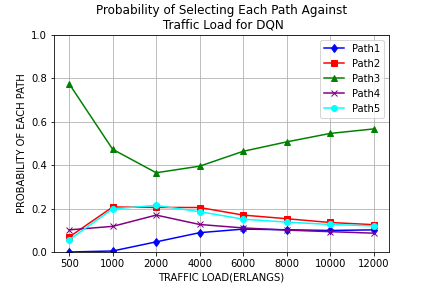 Probability of Selecting Each Path Against
Traffic Load for DQN
1.0
0.8
0.6
0.4
0.2
0.0
PROBABILITY OF EACH PATH
Path1
Path2
Path3
Path4
Path5
500 1000 2000 4000 6000 8000 10000 12000
TRAFFIC LOAD(ERLANGS)